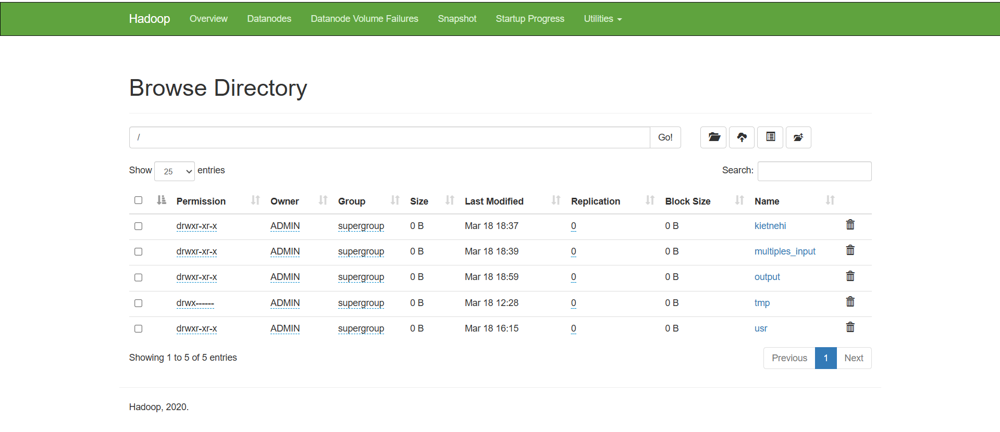 Hadoop Overview Datanodes Datanode Volume Failures Snapshot Startup Progress Utilities
Browse Directory
/ Go!
Show 25 entries Search:
Permission Owner Group Size Last Modified Replication Block Size Name
drwxr-xr-x ADMIN supergroup 0 B Mar 18 18:37 0 0 B kietnehi
drwxr-xr-x ADMIN supergroup 0 B Mar 18 18:39 0 0 B multiples_input
drwxr-xr-x ADMIN supergroup 0 B Mar 18 18:59 0 0 B output
drwx------ ADMIN supergroup 0 B Mar 18 12:28 0 0 B tmp
drwxr-xr-x ADMIN supergroup 0 B Mar 18 16:15 0 0 B usr
Showing 1 to 5 of 5 entries Previous 1 Next
Hadoop, 2020.